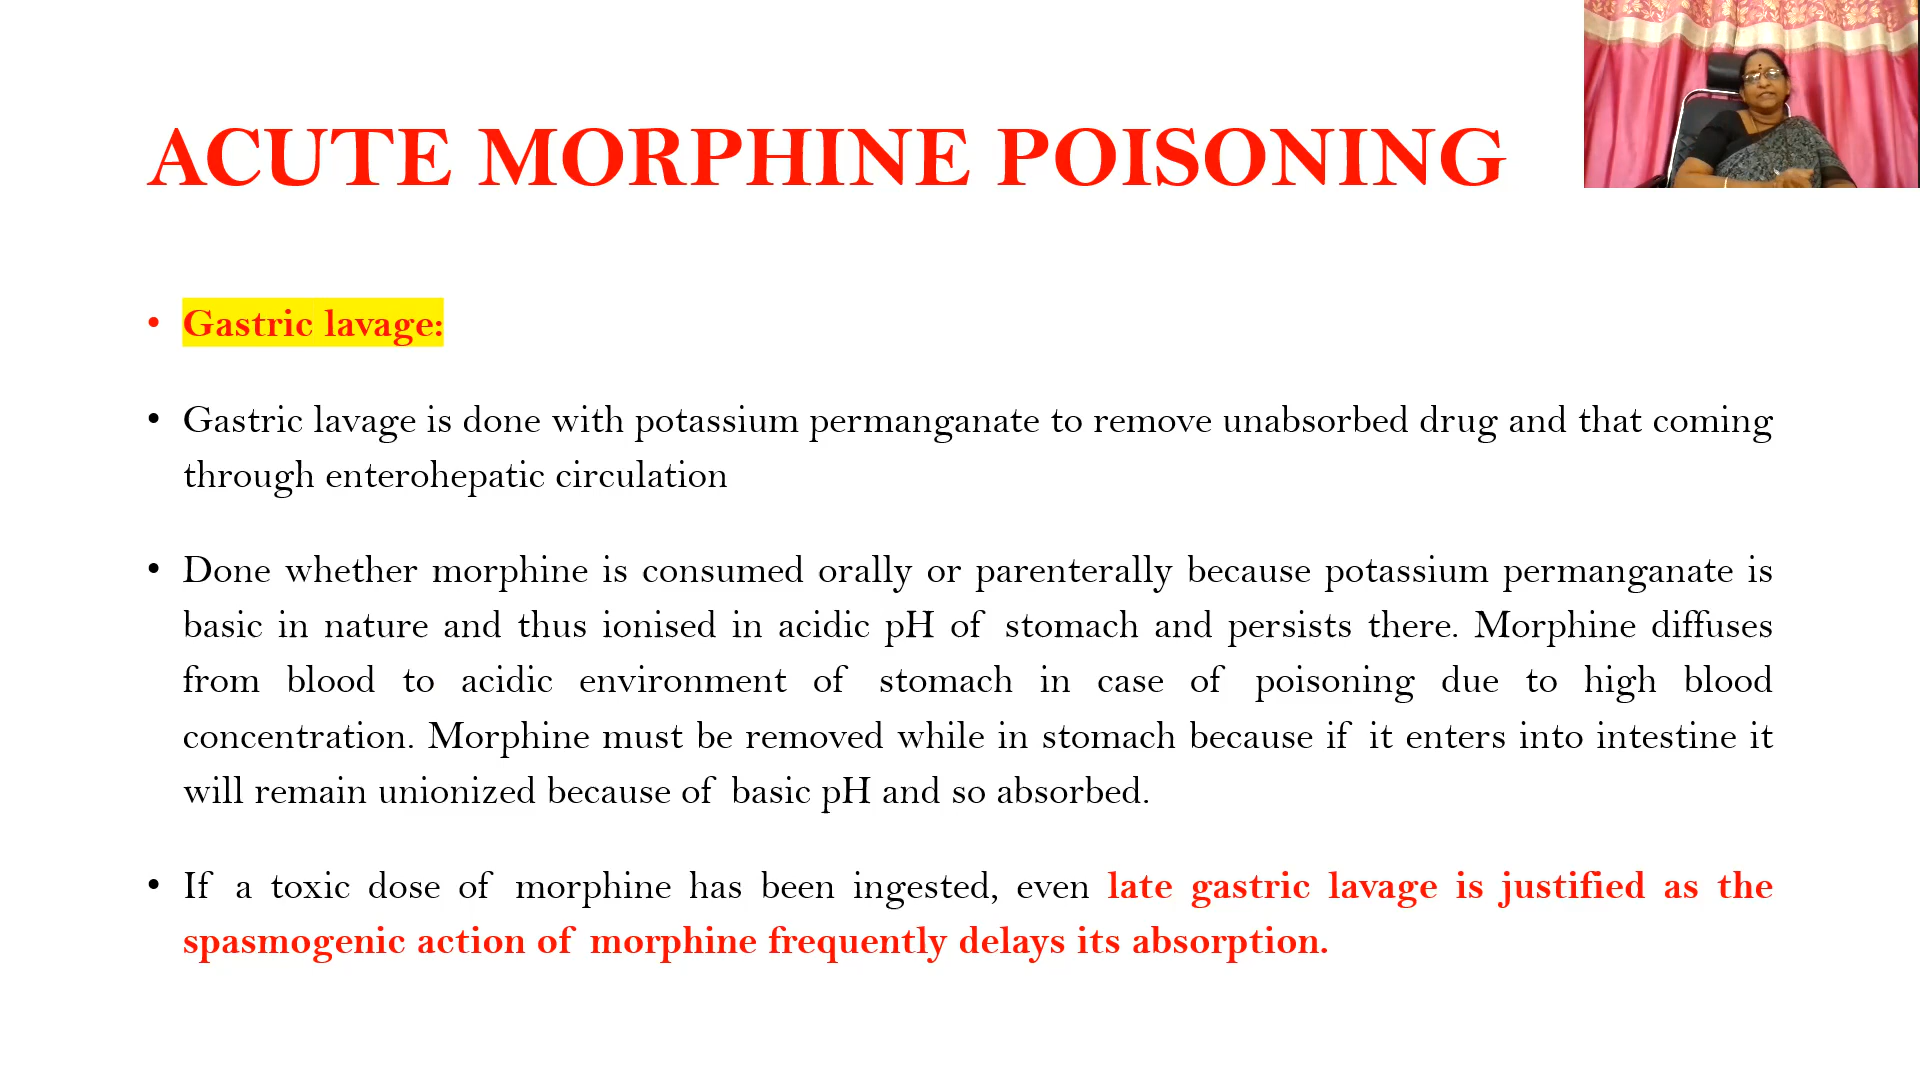 ACUTE MORPHINE POISONING
• Gastric lavage:
• Gastric lavage is done with potassium permanganate to remove unabsorbed drug and that coming
through enterohepatic circulation
• Done whether morphine is consumed orally or parenterally because potassium permanganate is
basic in nature and thus ionised in acidic pH of stomach and persists there. Morphine diffuses
from blood to acidic environment of stomach in case of poisoning due to high blood
concentration. Morphine must be removed while in stomach because if it enters into intestine it
will remain unionized because of basic pH and so absorbed.
• If a toxic dose of morphine has been ingested, even late gastric lavage is justified as the
spasmogenic action of morphine frequently delays its absorption.